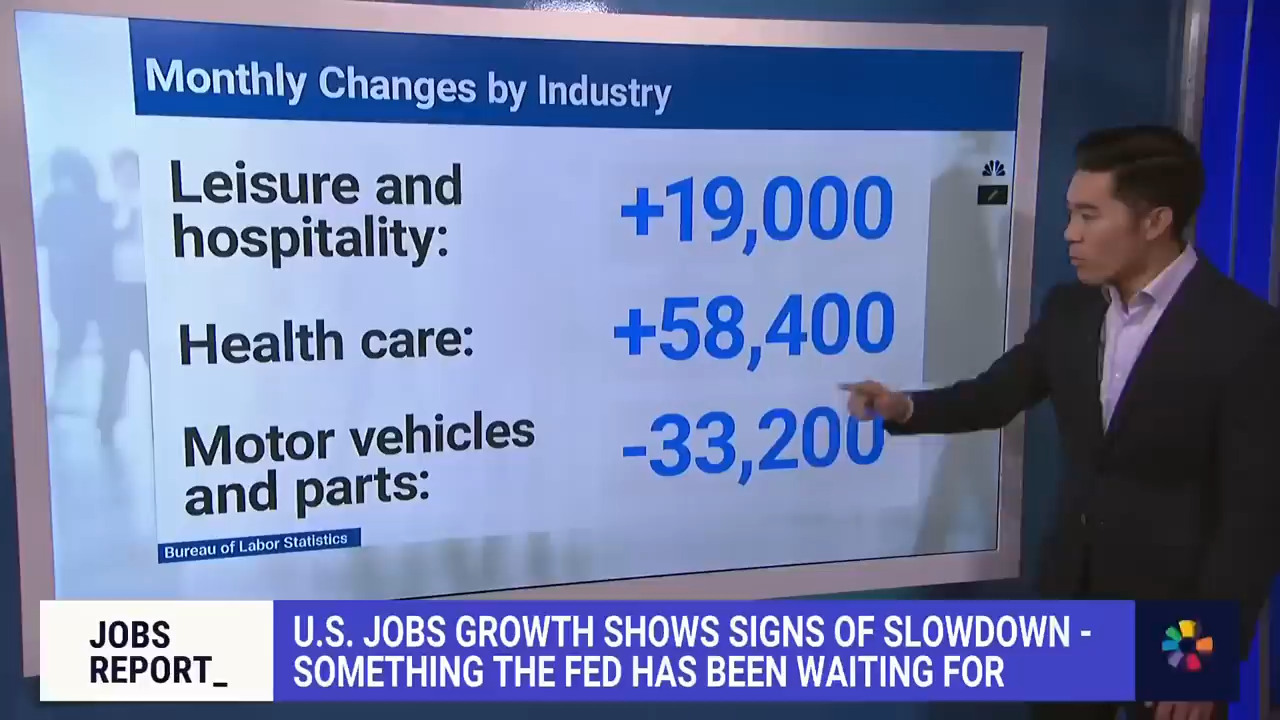 Monthly Changes by Industry
Leisure and
hospitality:
+19,000
Health care:
+58,400
Motor vehicles
and parts:
-33,200
Bureau of Labor Statistics
JOBS
REPORT_
U.S. JOBS GROWTH SHOWS SIGNS OF SLOWDOWN -
SOMETHING THE FED HAS BEEN WAITING FOR